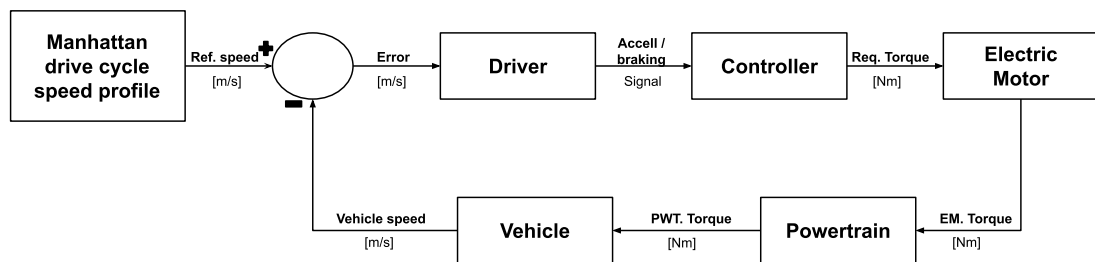 Manhattan
drive cycle
speed profile
Ref. speed
[m/s]
+
−
Error
[m/s]
Driver
Accell /
braking
Signal
Controller
Req. Torque
[Nm]
Electric
Motor
Vehicle speed
[m/s]
Vehicle
PWT. Torque
[Nm]
Powertrain
EM. Torque
[Nm]